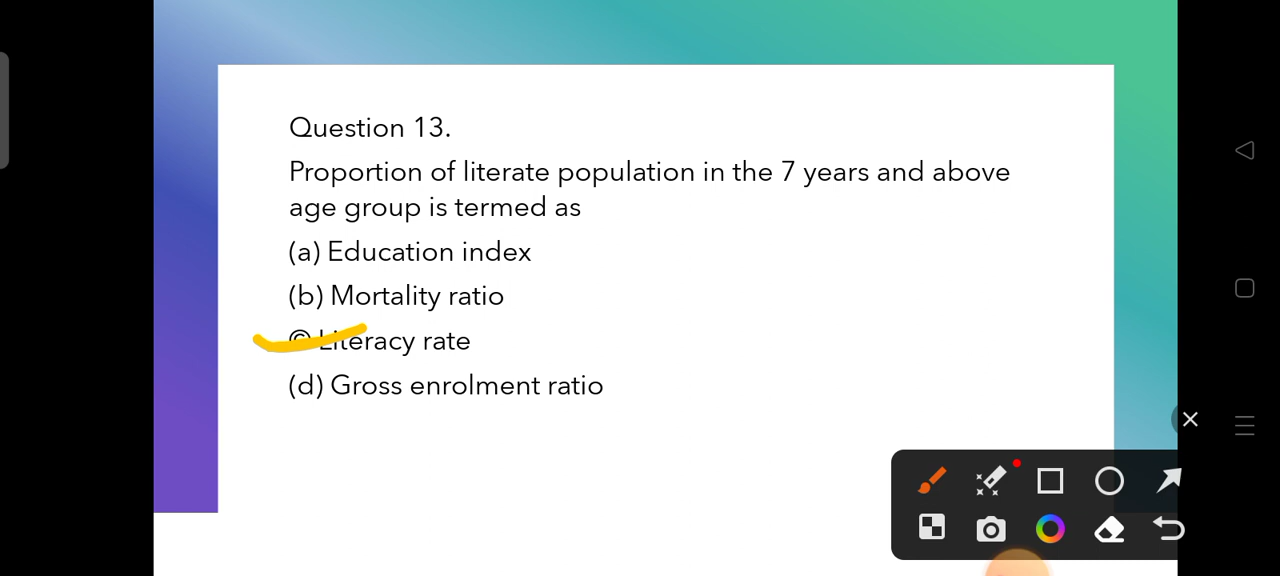 Question 13.
Proportion of literate population in the 7 years and above
age group is termed as
(a) Education index
(b) Mortality ratio
© Literacy rate
(d) Gross enrolment ratio